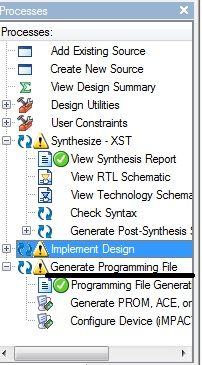 Processes
Processes:
Add Existing Source
Create New Source
View Design Summary
Design Utilities
User Constraints
Synthesize - XST
View Synthesis Report
View RTL Schematic
View Technology Schema
Check Syntax
Generate Post-Synthesis S
Implement Design
Generate Programming File
Programming File Generat
Generate PROM, ACE, or
Configure Device (iMPAC